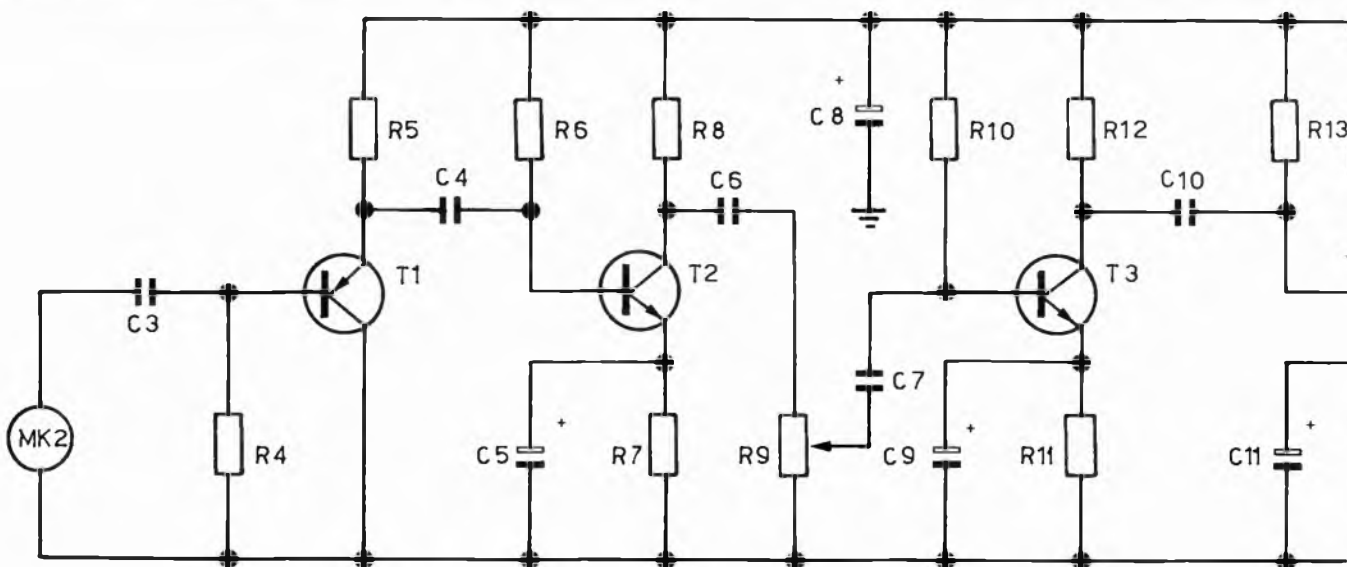 +
C8
R5
R6
R8
R10
R12
R13
C4
C6
C10
T1
T2
T3
C3
C7
MK2
R4
+
C5
R7
R9
+
C9
R11
+
C11